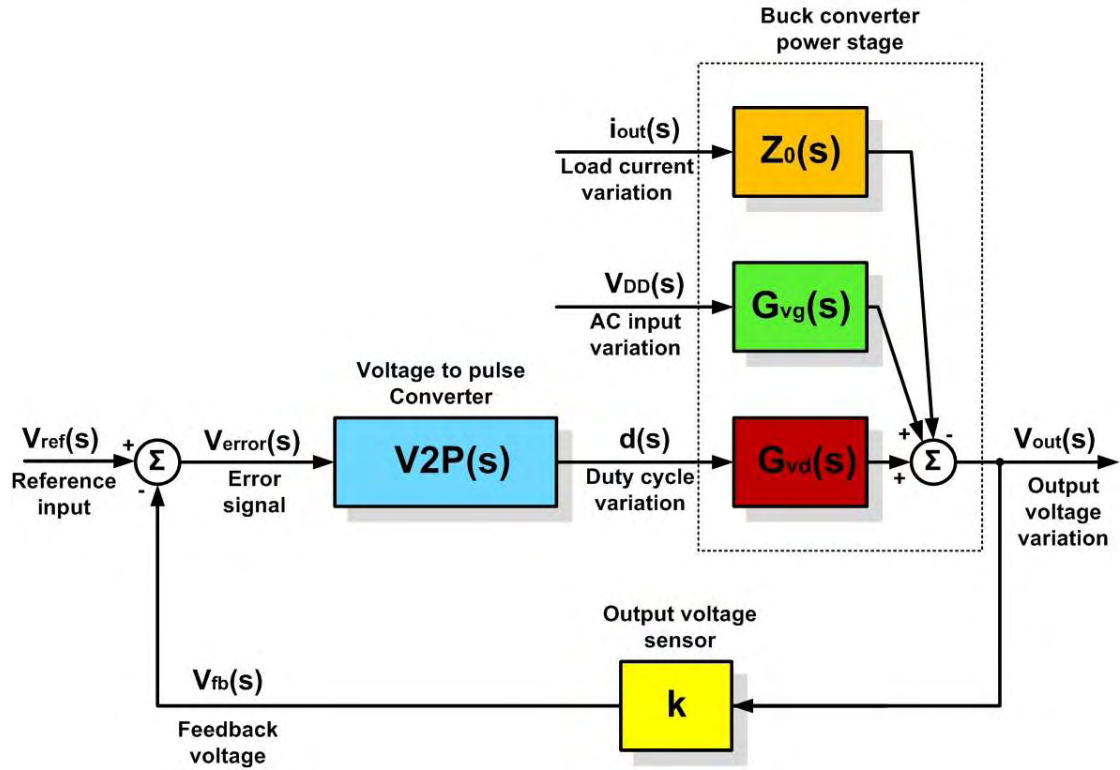 Buck converter
power stage
iout(s)
Load current
variation
Z0(s)
VDD(s)
AC input
variation
Gvg(s)
Voltage to pulse
Converter
Vref(s)
Reference
input
+
-
Σ
Verror(s)
Error
signal
V2P(s)
d(s)
Duty cycle
variation
Gvd(s)
+
-
+
Σ
Vout(s)
Output
voltage
variation
Output voltage
sensor
k
Vfb(s)
Feedback
voltage